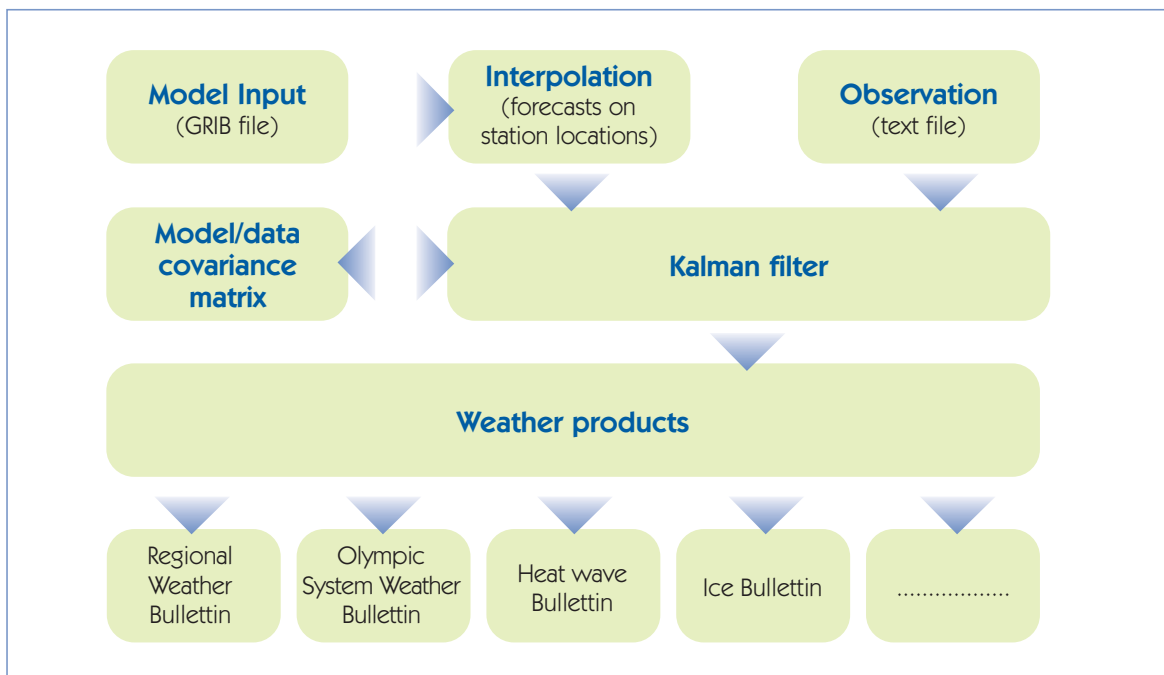 Model Input
(GRIB file)
Interpolation
(forecasts on
station locations)
Observation
(text file)
Model/data
covariance
matrix
Kalman filter
Weather products
Regional
Weather
Bullettin
Olympic
System Weather
Bullettin
Heat wave
Bullettin
Ice Bullettin
..................